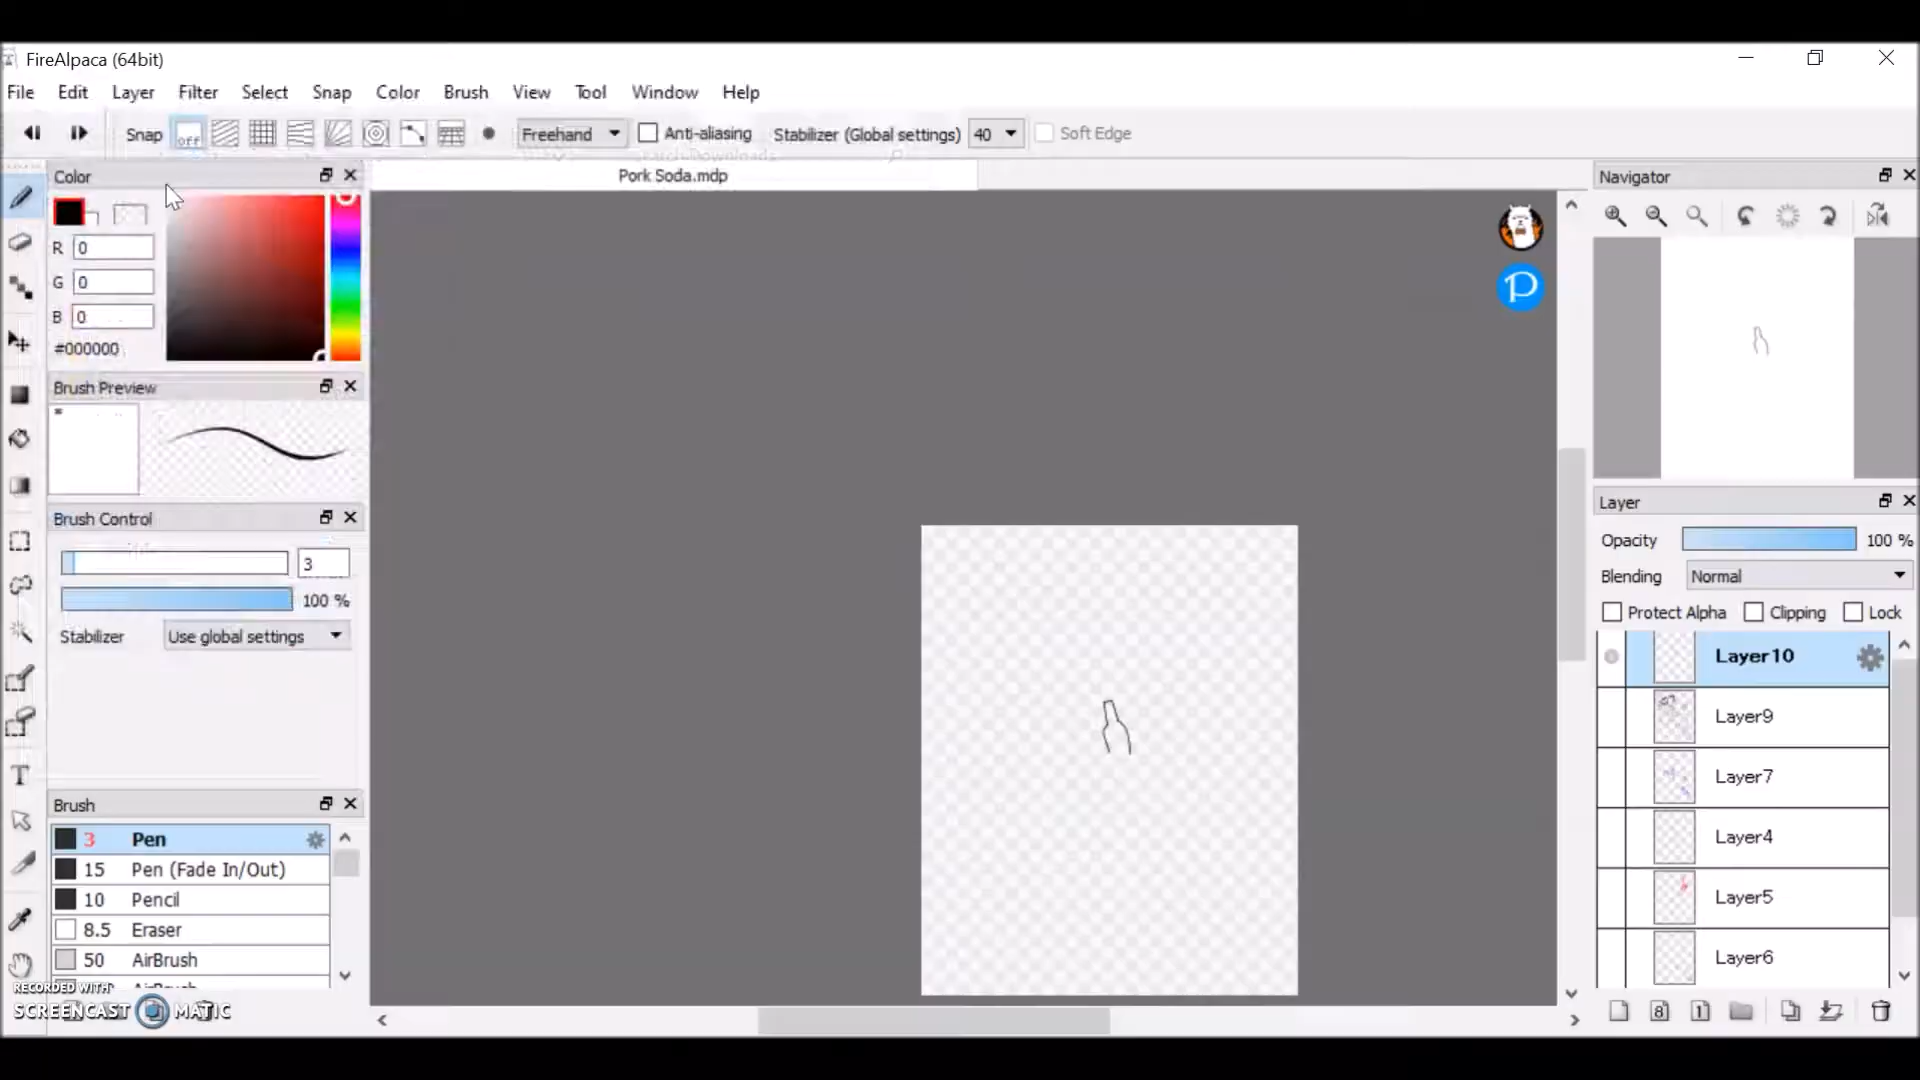 FireAlpaca (64bit)
File Edit Layer Filter Select Snap Color Brush View Tool Window Help
Snap off Freehand Anti-aliasing Stabilizer (Global settings) 40 Soft Edge
Color
Pork Soda.mdp
Navigator
R 0
G 0
B 0
#000000
Brush Preview
Brush Control
3
100 %
Stabilizer Use global settings
Brush
3 Pen
15 Pen (Fade In/Out)
10 Pencil
8.5 Eraser
50 AirBrush
AirBrush
RECORDED WITH
SCREENCAST MATIC
P
Layer
Opacity 100 %
Blending Normal
Protect Alpha Clipping Lock
Layer10
Layer9
Layer7
Layer4
Layer5
Layer6
8 1
T